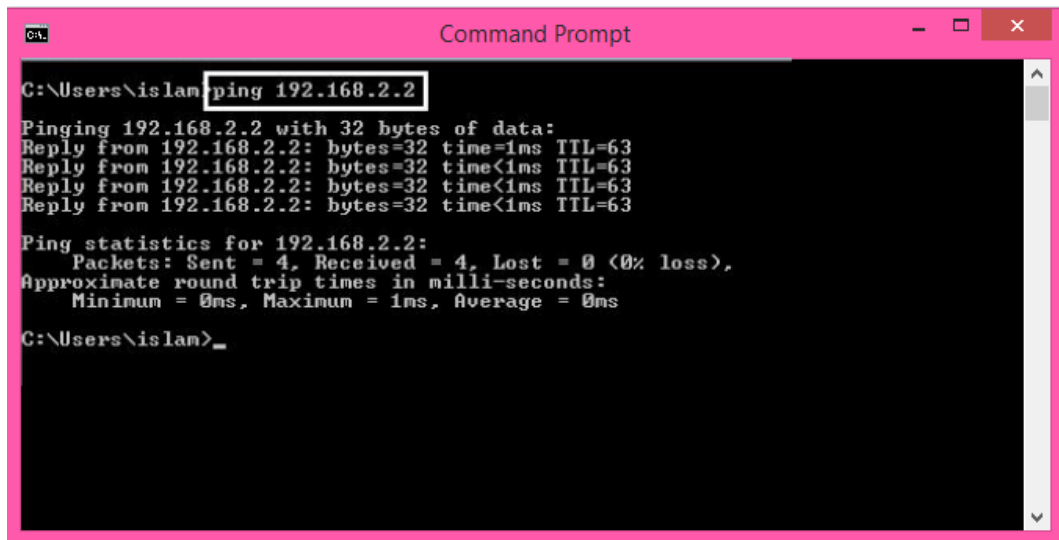 C:\.
Command Prompt
C:\Users\islam>ping 192.168.2.2
Pinging 192.168.2.2 with 32 bytes of data:
Reply from 192.168.2.2: bytes=32 time=1ms TTL=63
Reply from 192.168.2.2: bytes=32 time<1ms TTL=63
Reply from 192.168.2.2: bytes=32 time<1ms TTL=63
Reply from 192.168.2.2: bytes=32 time<1ms TTL=63
Ping statistics for 192.168.2.2:
Packets: Sent = 4, Received = 4, Lost = 0 (0% loss),
Approximate round trip times in milli-seconds:
Minimum = 0ms, Maximum = 1ms, Average = 0ms
C:\Users\islam>_